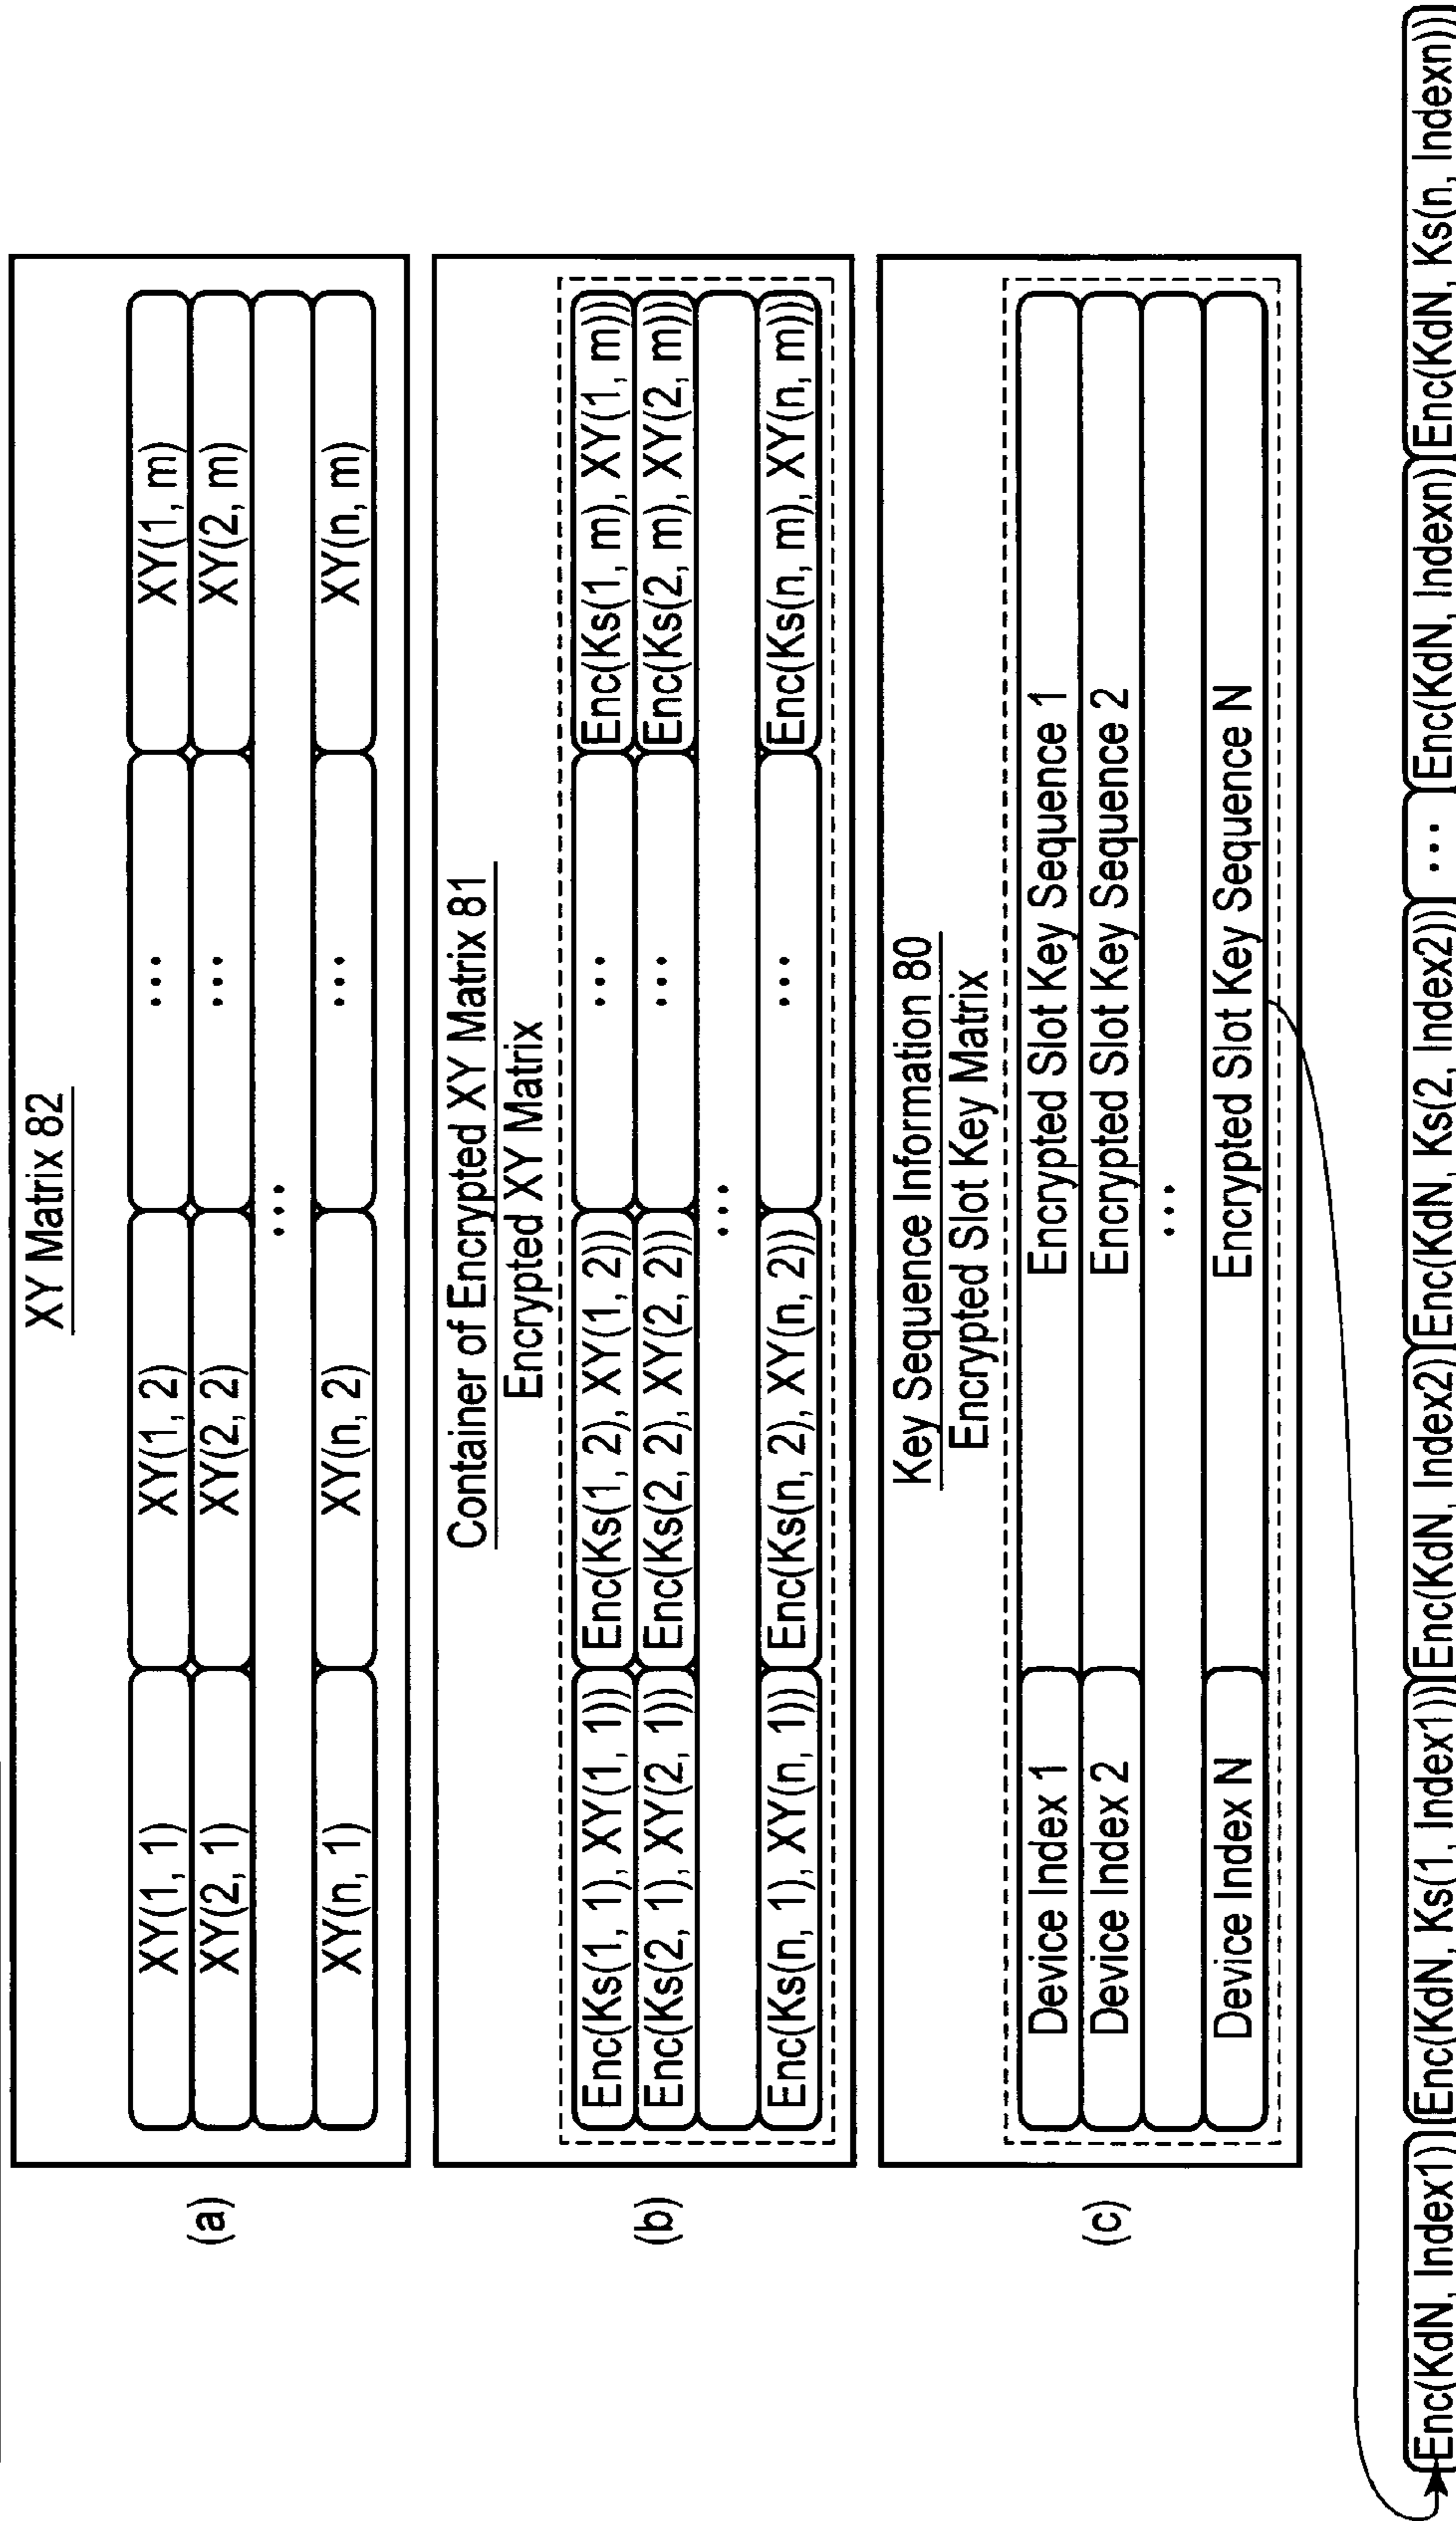 (a)
XY Matrix 82
XY(1, 1) XY(1, 2) ... XY(1, m)
XY(2, 1) XY(2, 2) ... XY(2, m)
...
XY(n, 1) XY(n, 2) ... XY(n, m)
(b)
Container of Encrypted XY Matrix 81
Encrypted XY Matrix
Enc(Ks(1, 1), XY(1, 1)) Enc(Ks(1, 2), XY(1, 2)) ... Enc(Ks(1, m), XY(1, m))
Enc(Ks(2, 1), XY(2, 1)) Enc(Ks(2, 2), XY(2, 2)) ... Enc(Ks(2, m), XY(2, m))
...
Enc(Ks(n, 1), XY(n, 1)) Enc(Ks(n, 2), XY(n, 2)) ... Enc(Ks(n, m), XY(n, m))
(c)
Key Sequence Information 80
Encrypted Slot Key Matrix
Device Index 1 Encrypted Slot Key Sequence 1
Device Index 2 Encrypted Slot Key Sequence 2
...
Device Index N Encrypted Slot Key Sequence N
Enc(KdN, Index1) Enc(KdN, Ks(1, Index1)) Enc(KdN, Index2) Enc(KdN, Ks(2, Index2)) ... Enc(KdN, Indexn) Enc(KdN, Ks(n, Indexn))